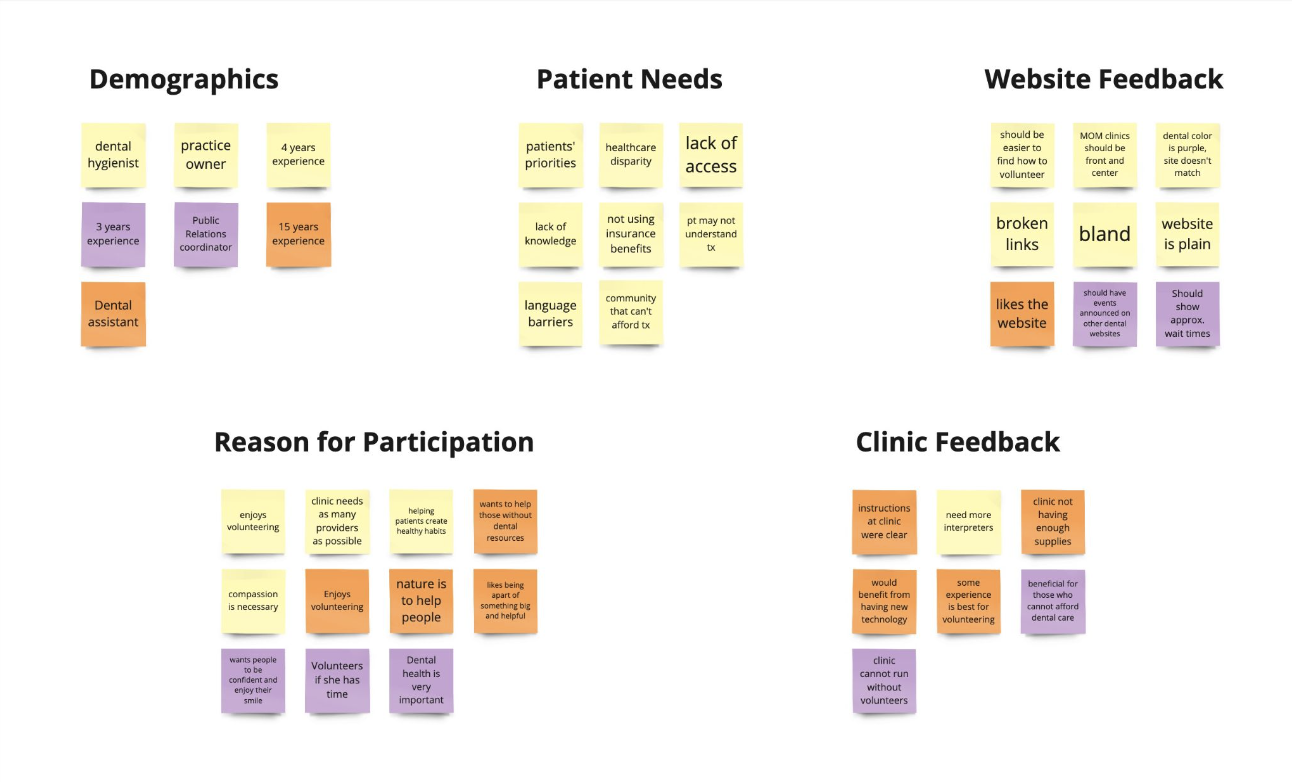 Demographics
dental
hygienist
practice
owner
4 years
experience
3 years
experience
Public
Relations
coordinator
15 years
experience
Dental
assistant
Patient Needs
patients'
priorities
healthcare
disparity
lack of
access
lack of
knowledge
not using
insurance
benefits
pt may not
understand
tx
language
barriers
community
that can't
afford tx
Website Feedback
should be
easier to
find how to
vollunteer
MOM clinics
should be
front and
center
dental color
is purple,
site doesn't
match
broken
links
bland
website
is plain
likes the
website
should have
events
announced on
other dental
websites
Should
show
approx.
wait times
Reason for Participation
enjoys
volunteering
clinic needs
as many
providers
as possible
helping
patients create
healthy habits
wants to help
those without
dental
resources
compassion
is necessary
Enjoys
volunteering
nature is
to help
people
likes being
apart of
something big
and helpful
wants people
to be
confident and
enjoy their
smile
Volunteers
if she has
time
Dental
health is
very
important
Clinic Feedback
instructions
at clinic
were clear
need more
interpreters
clinic not
having
enough
supplies
would
benefit from
having new
technology
some
experience
is best for
volunteering
beneficial for
those who
cannot afford
dental care
clinic
cannot run
without
volunteers